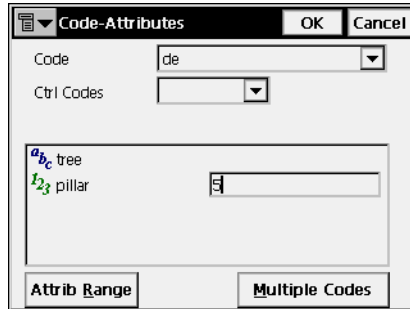 Code-Attributes OK Cancel
Code de
Ctrl Codes
abc tree
123 pillar 5
Attrib Range Multiple Codes